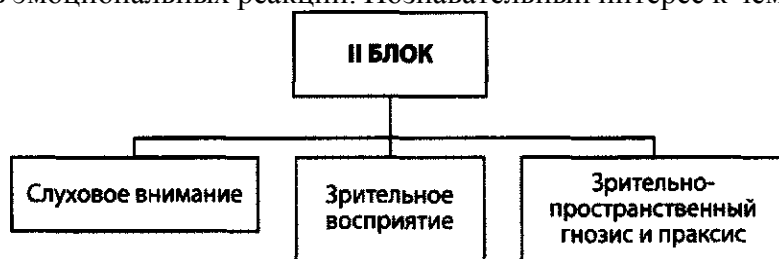 эмоциональных реакций. Познавательный интерес к
II БЛОК
Слуховое внимание
Зрительное
восприятие
Зрительно-
пространственный
гнозис и праксис